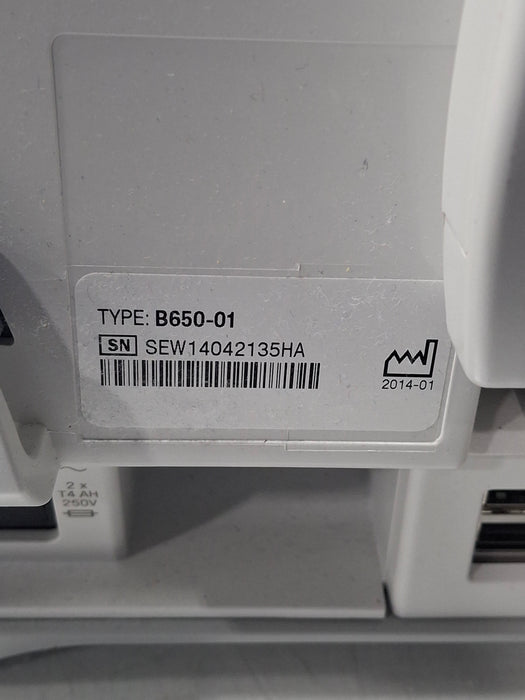 TYPE: B650-01
SN SEW14042135HA
2014-01
2 x
T4 AH
250V